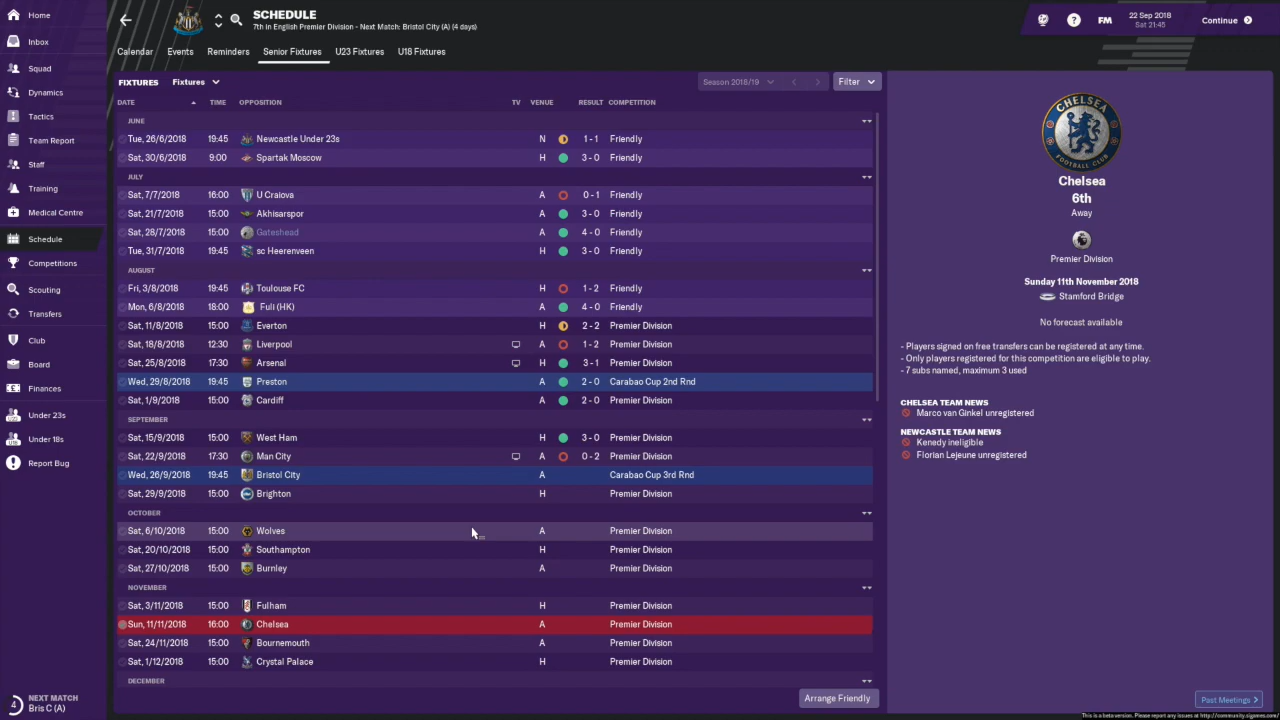 Home
Inbox
Squad
Dynamics
Tactics
Team Report
Staff
Training
Medical Centre
Schedule
Competitions
Scouting
Transfers
Club
Board
Finances
Under 23s
Under 18s
Report Bug
4 NEXT MATCH
Bris C (A)
SCHEDULE
7th in English Premier Division - Next Match: Bristol City (A) (4 days)
FM
22 Sep 2018
Sat 21:45
Continue
Calendar Events Reminders Senior Fixtures U23 Fixtures U18 Fixtures
FIXTURES Fixtures Season 2018/19 Filter
DATE TIME OPPOSITION TV VENUE RESULT COMPETITION
JUNE
Tue, 26/6/2018 19:45 Newcastle Under 23s N 1 - 1 Friendly
Sat, 30/6/2018 9:00 Spartak Moscow H 3 - 0 Friendly
JULY
Sat, 7/7/2018 16:00 U Craiova A 0 - 1 Friendly
Sat, 21/7/2018 15:00 Akhisarspor A 3 - 0 Friendly
Sat, 28/7/2018 15:00 Gateshead A 4 - 0 Friendly
Tue, 31/7/2018 19:45 sc Heerenveen H 3 - 0 Friendly
AUGUST
Fri, 3/8/2018 19:45 Toulouse FC H 1 - 2 Friendly
Mon, 6/8/2018 18:00 Fuli (HK) A 4 - 0 Friendly
Sat, 11/8/2018 15:00 Everton H 2 - 2 Premier Division
Sat, 18/8/2018 12:30 Liverpool A 1 - 2 Premier Division
Sat, 25/8/2018 17:30 Arsenal H 3 - 1 Premier Division
Wed, 29/8/2018 19:45 Preston A 2 - 0 Carabao Cup 2nd Rnd
Sat, 1/9/2018 15:00 Cardiff A 2 - 0 Premier Division
SEPTEMBER
Sat, 15/9/2018 15:00 West Ham H 3 - 0 Premier Division
Sat, 22/9/2018 17:30 Man City A 0 - 2 Premier Division
Wed, 26/9/2018 19:45 Bristol City A Carabao Cup 3rd Rnd
Sat, 29/9/2018 15:00 Brighton H Premier Division
OCTOBER
Sat, 6/10/2018 15:00 Wolves A Premier Division
Sat, 20/10/2018 15:00 Southampton H Premier Division
Sat, 27/10/2018 15:00 Burnley A Premier Division
NOVEMBER
Sat, 3/11/2018 15:00 Fulham H Premier Division
Sun, 11/11/2018 16:00 Chelsea A Premier Division
Sat, 24/11/2018 15:00 Bournemouth A Premier Division
Sat, 1/12/2018 15:00 Crystal Palace H Premier Division
DECEMBER
Arrange Friendly
CHELSEA
FOOTBALL CLUB
Chelsea
6th
Away
Premier Division
Sunday 11th November 2018
Stamford Bridge
No forecast available
- Players signed on free transfers can be registered at any time.
- Only players registered for this competition are eligible to play.
- 7 subs named, maximum 3 used
CHELSEA TEAM NEWS
Marco van Ginkel unregistered
NEWCASTLE TEAM NEWS
Kenedy ineligible
Florian Lejeune unregistered
Past Meetings
This is a beta version. Please report any issues at http://community.sigames.com/